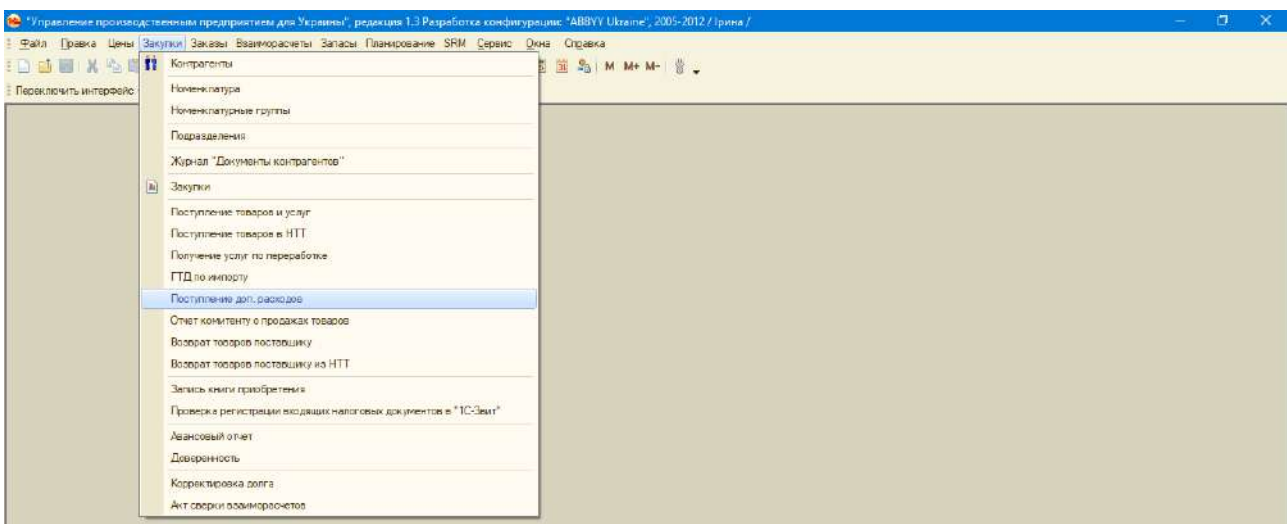 "Управление производственным предприятием для Украины", редакция 1.3 Разработка конфигурации: "ABBYY Ukraine", 2005-2012 / Ірина /
Файл Правка Цены Закупки Заказы Взаиморасчеты Запасы Планирование SRM Сервис Окна Справка
M M+ M-
Переключить интерфейс
Контрагенты
Номенклатура
Номенклатурные группы
Подразделения
Журнал "Документы контрагентов"
Закупки
Поступление товаров и услуг
Поступление товаров в НТТ
Получение услуг по переработке
ГТД по импорту
Поступление доп. расходов
Отчет комитенту о продажах товаров
Возврат товаров поставщику
Возврат товаров поставщику из НТТ
Запись книги приобретения
Проверка регистрации входящих налоговых документов в "1С-Звит"
Авансовый отчет
Доверенность
Корректировка долга
Акт сверки взаиморасчетов